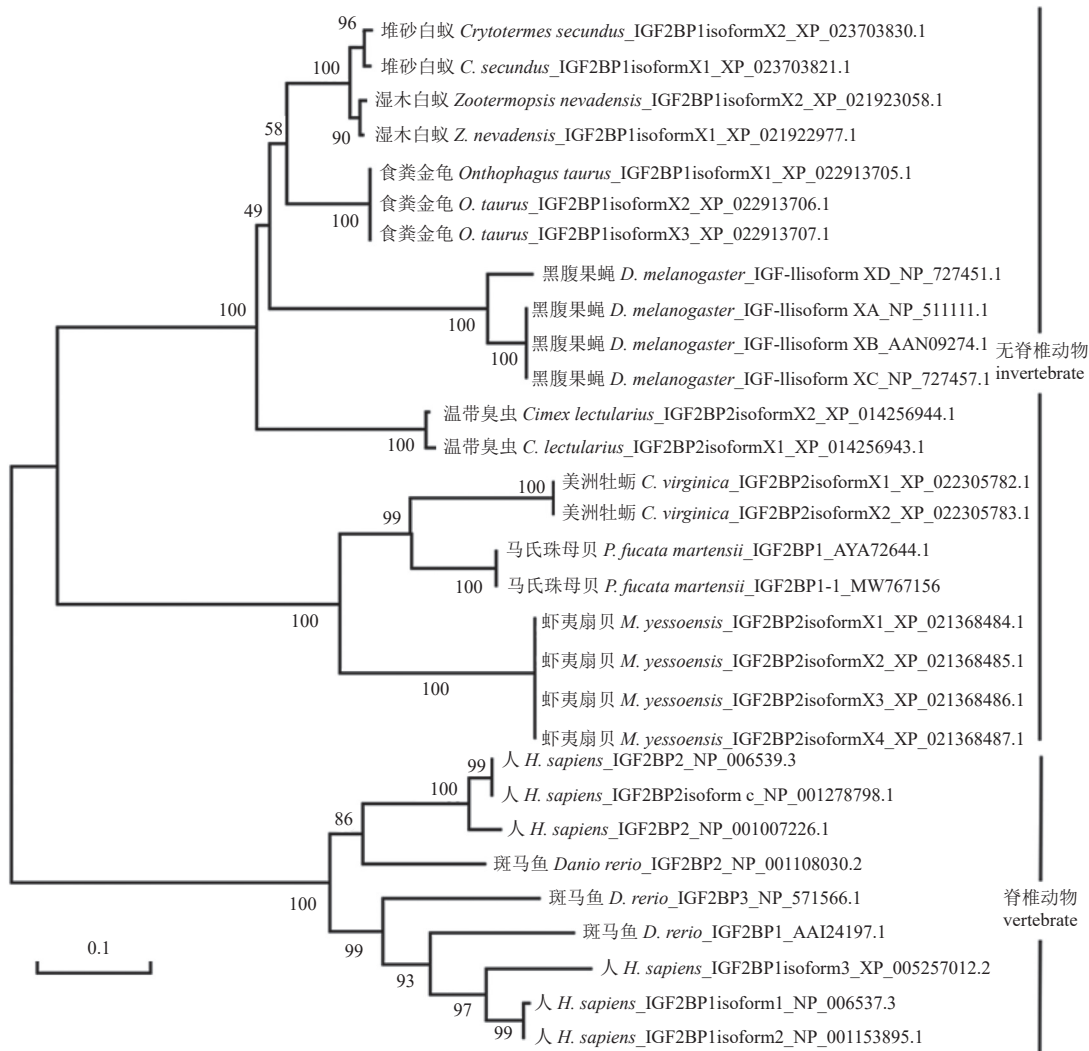 96
堆砂白蚁 Crytotermes secundus_IGF2BP1isoformX2_XP_023703830.1
堆砂白蚁 C. secundus_IGF2BP1isoformX1_XP_023703821.1
100
湿木白蚁 Zootermopsis nevadensis_IGF2BP1isoformX2_XP_021923058.1
58
90
湿木白蚁 Z. nevadensis_IGF2BP1isoformX1_XP_021922977.1
食粪金龟 Onthophagus taurus_IGF2BP1isoformX1_XP_022913705.1
食粪金龟 O. taurus_IGF2BP1isoformX2_XP_022913706.1
49
100
食粪金龟 O. taurus_IGF2BP1isoformX3_XP_022913707.1
黑腹果蝇 D. melanogaster_IGF-llisoform XD_NP_727451.1
100
黑腹果蝇 D. melanogaster_IGF-llisoform XA_NP_511111.1
100
黑腹果蝇 D. melanogaster_IGF-llisoform XB_AAN09274.1
100
黑腹果蝇 D. melanogaster_IGF-llisoform XC_NP_727457.1
无脊椎动物
invertebrate
温带臭虫 Cimex lectularius_IGF2BP2isoformX2_XP_014256944.1
100
温带臭虫 C. lectularius_IGF2BP2isoformX1_XP_014256943.1
100
美洲牡蛎 C. virginica_IGF2BP2isoformX1_XP_022305782.1
美洲牡蛎 C. virginica_IGF2BP2isoformX2_XP_022305783.1
99
马氏珠母贝 P. fucata martensii_IGF2BP1_AYA72644.1
100
马氏珠母贝 P. fucata martensii_IGF2BP1-1_MW767156
100
虾夷扇贝 M. yessoensis_IGF2BP2isoformX1_XP_021368484.1
虾夷扇贝 M. yessoensis_IGF2BP2isoformX2_XP_021368485.1
100
虾夷扇贝 M. yessoensis_IGF2BP2isoformX3_XP_021368486.1
虾夷扇贝 M. yessoensis_IGF2BP2isoformX4_XP_021368487.1
99
人 H. sapiens_IGF2BP2_NP_006539.3
100
人 H. sapiens_IGF2BP2isoform c_NP_001278798.1
86
人 H. sapiens_IGF2BP2_NP_001007226.1
斑马鱼 Danio rerio_IGF2BP2_NP_001108030.2
100
斑马鱼 D. rerio_IGF2BP3_NP_571566.1
脊椎动物
vertebrate
斑马鱼 D. rerio_IGF2BP1_AAI24197.1
99
0.1
人 H. sapiens_IGF2BP1isoform3_XP_005257012.2
93
人 H. sapiens_IGF2BP1isoform1_NP_006537.3
97
99
人 H. sapiens_IGF2BP1isoform2_NP_001153895.1